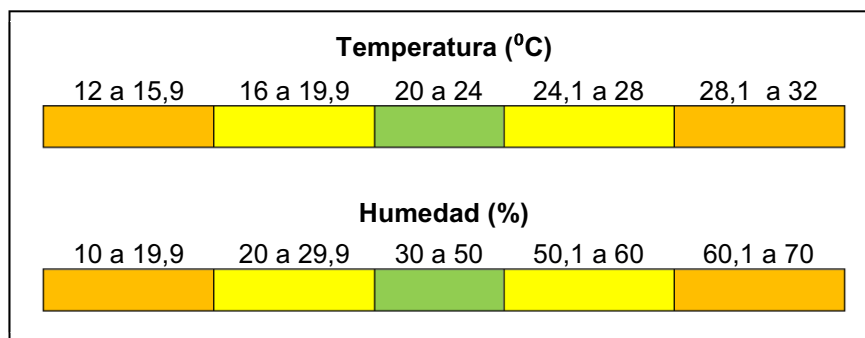 Temperatura (⁰C)
12 a 15,9 16 a 19,9 20 a 24 24,1 a 28 28,1 a 32
Humedad (%)
10 a 19,9 20 a 29,9 30 a 50 50,1 a 60 60,1 a 70